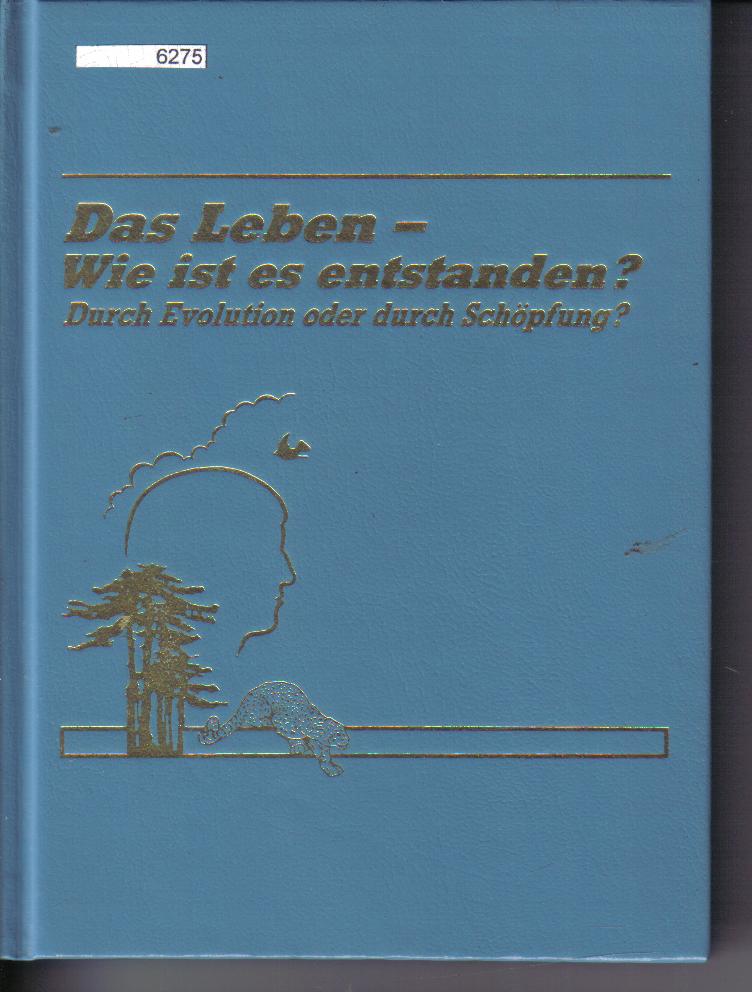 6275
Das Leben –
Wie ist es entstanden?
Durch Evolution oder durch Schöpfung?